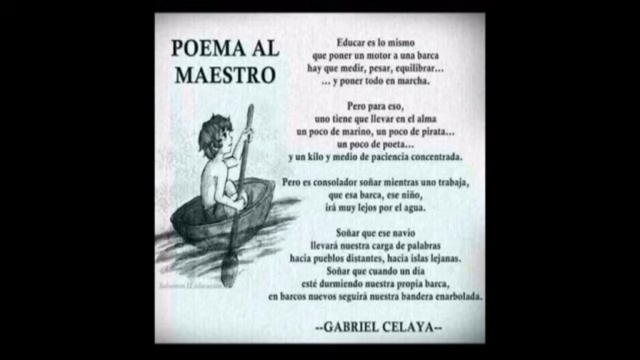 POEMA AL
MAESTRO
Educar es lo mismo
que poner un motor a una barca
hay que medir, pesar, equilibrar...
... y poner todo en marcha.
Pero para eso,
uno tiene que llevar en el alma
un poco de marino, un poco de pirata...
un poco de poeta...
y un kilo y medio de paciencia concentrada.
Pero es consolador soñar mientras uno trabaja,
que esa barca, ese niño,
irá muy lejos por el agua.
Soñar que ese navío
llevará nuestra carga de palabras
hacia pueblos distantes, hacia islas lejanas.
Soñar que cuando un día
esté durmiendo nuestra propia barca,
en barcos nuevos seguirá nuestra bandera enarbolada.
--GABRIEL CELAYA--